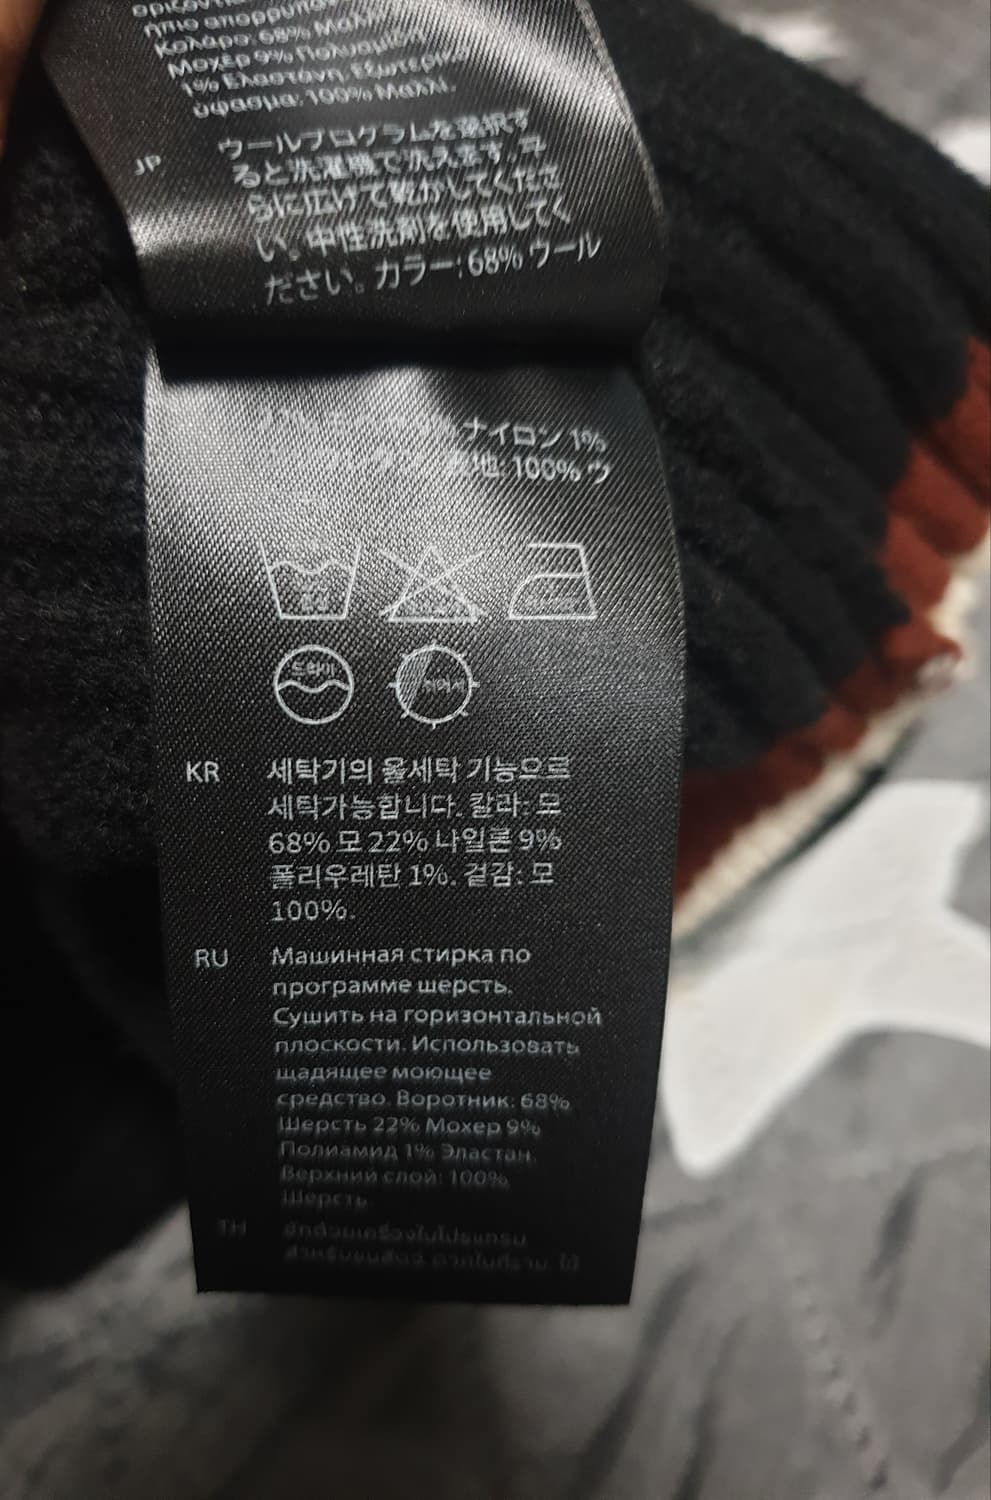 ήπιο απορρυπα
Κολάρο: 68% Μαλλί
Μοχέρ 9% Πολυαμίδ
1% Ελαστάνη. Εξωτερικ
ύφασμα: 100% Μαλλί.
JP ウールプログラムを選択す
ると洗濯機で洗えます。平
らに広げて乾かしてくださ
い。中性洗剤を使用してく
ださい。カラー: 68% ウール
ナイロン 1%
地: 100% ウ
드라이
KR 세탁기의 울세탁 기능으로
세탁가능합니다. 칼라: 모
68% 모 22% 나일론 9%
폴리우레탄 1%. 겉감: 모
100%.
RU Машинная стирка по
программе шерсть.
Сушить на горизонтальной
плоскости. Использовать
щадящее моющее
средство. Воротник: 68%
Шерсть 22% Мохер 9%
Полиамид 1% Эластан.
Верхний слой: 100%
Шерсть
TH